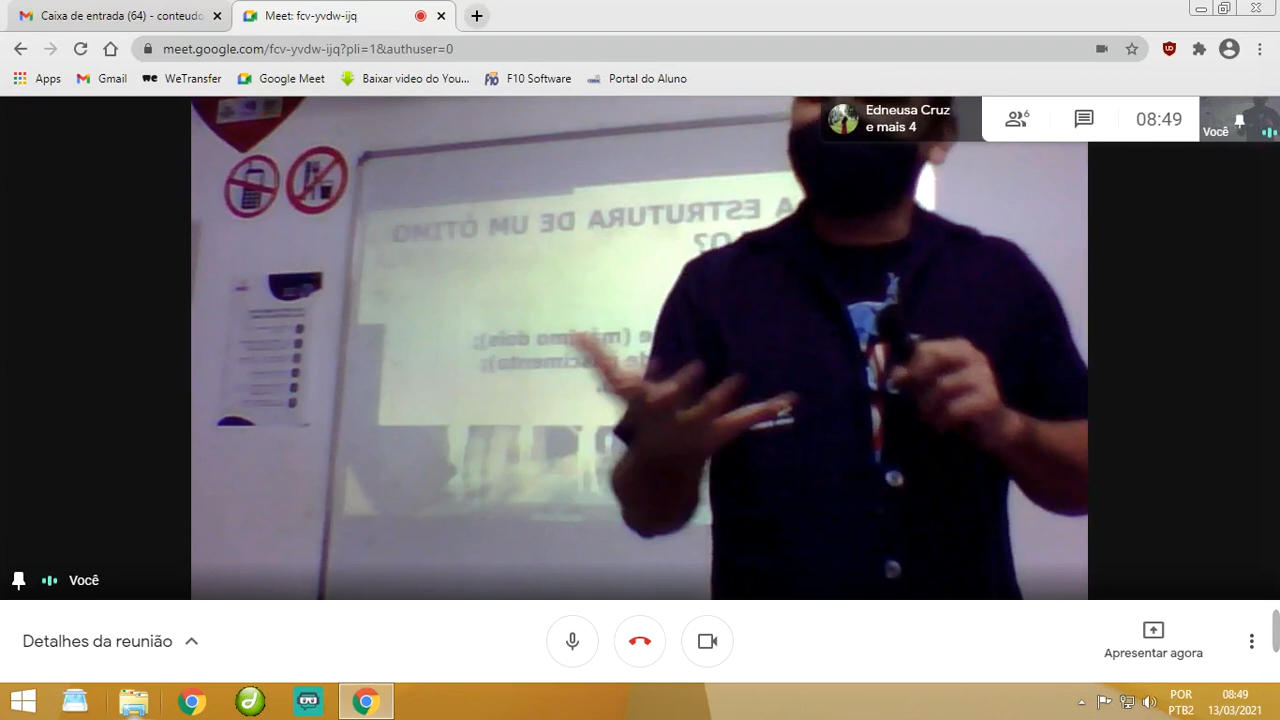 Caixa de entrada (64) - conteudo
Meet: fcv-yvdw-ijq
meet.google.com/fcv-yvdw-ijq?pli=1&authuser=0
Apps
Gmail
WeTransfer
Google Meet
Baixar video do You...
F10 Software
Portal do Aluno
Edneusa Cruz
e mais 4
6
08:49
Você
A ESTRUTURA DE UM ÓTIMO
e (máximo dois);
Você
Detalhes da reunião
Apresentar agora
POR
PTB2
08:49
13/03/2021